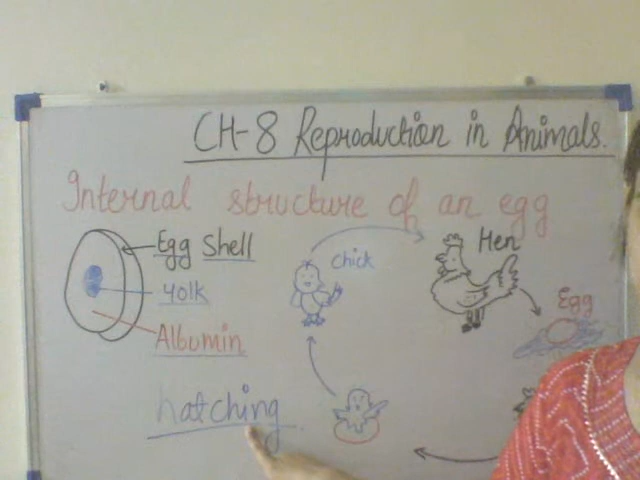 CH-8 Reproduction in Animals.
Internal structure of an egg
Egg Shell
Yolk
Albumin
chick
Hen
Egg
hatching